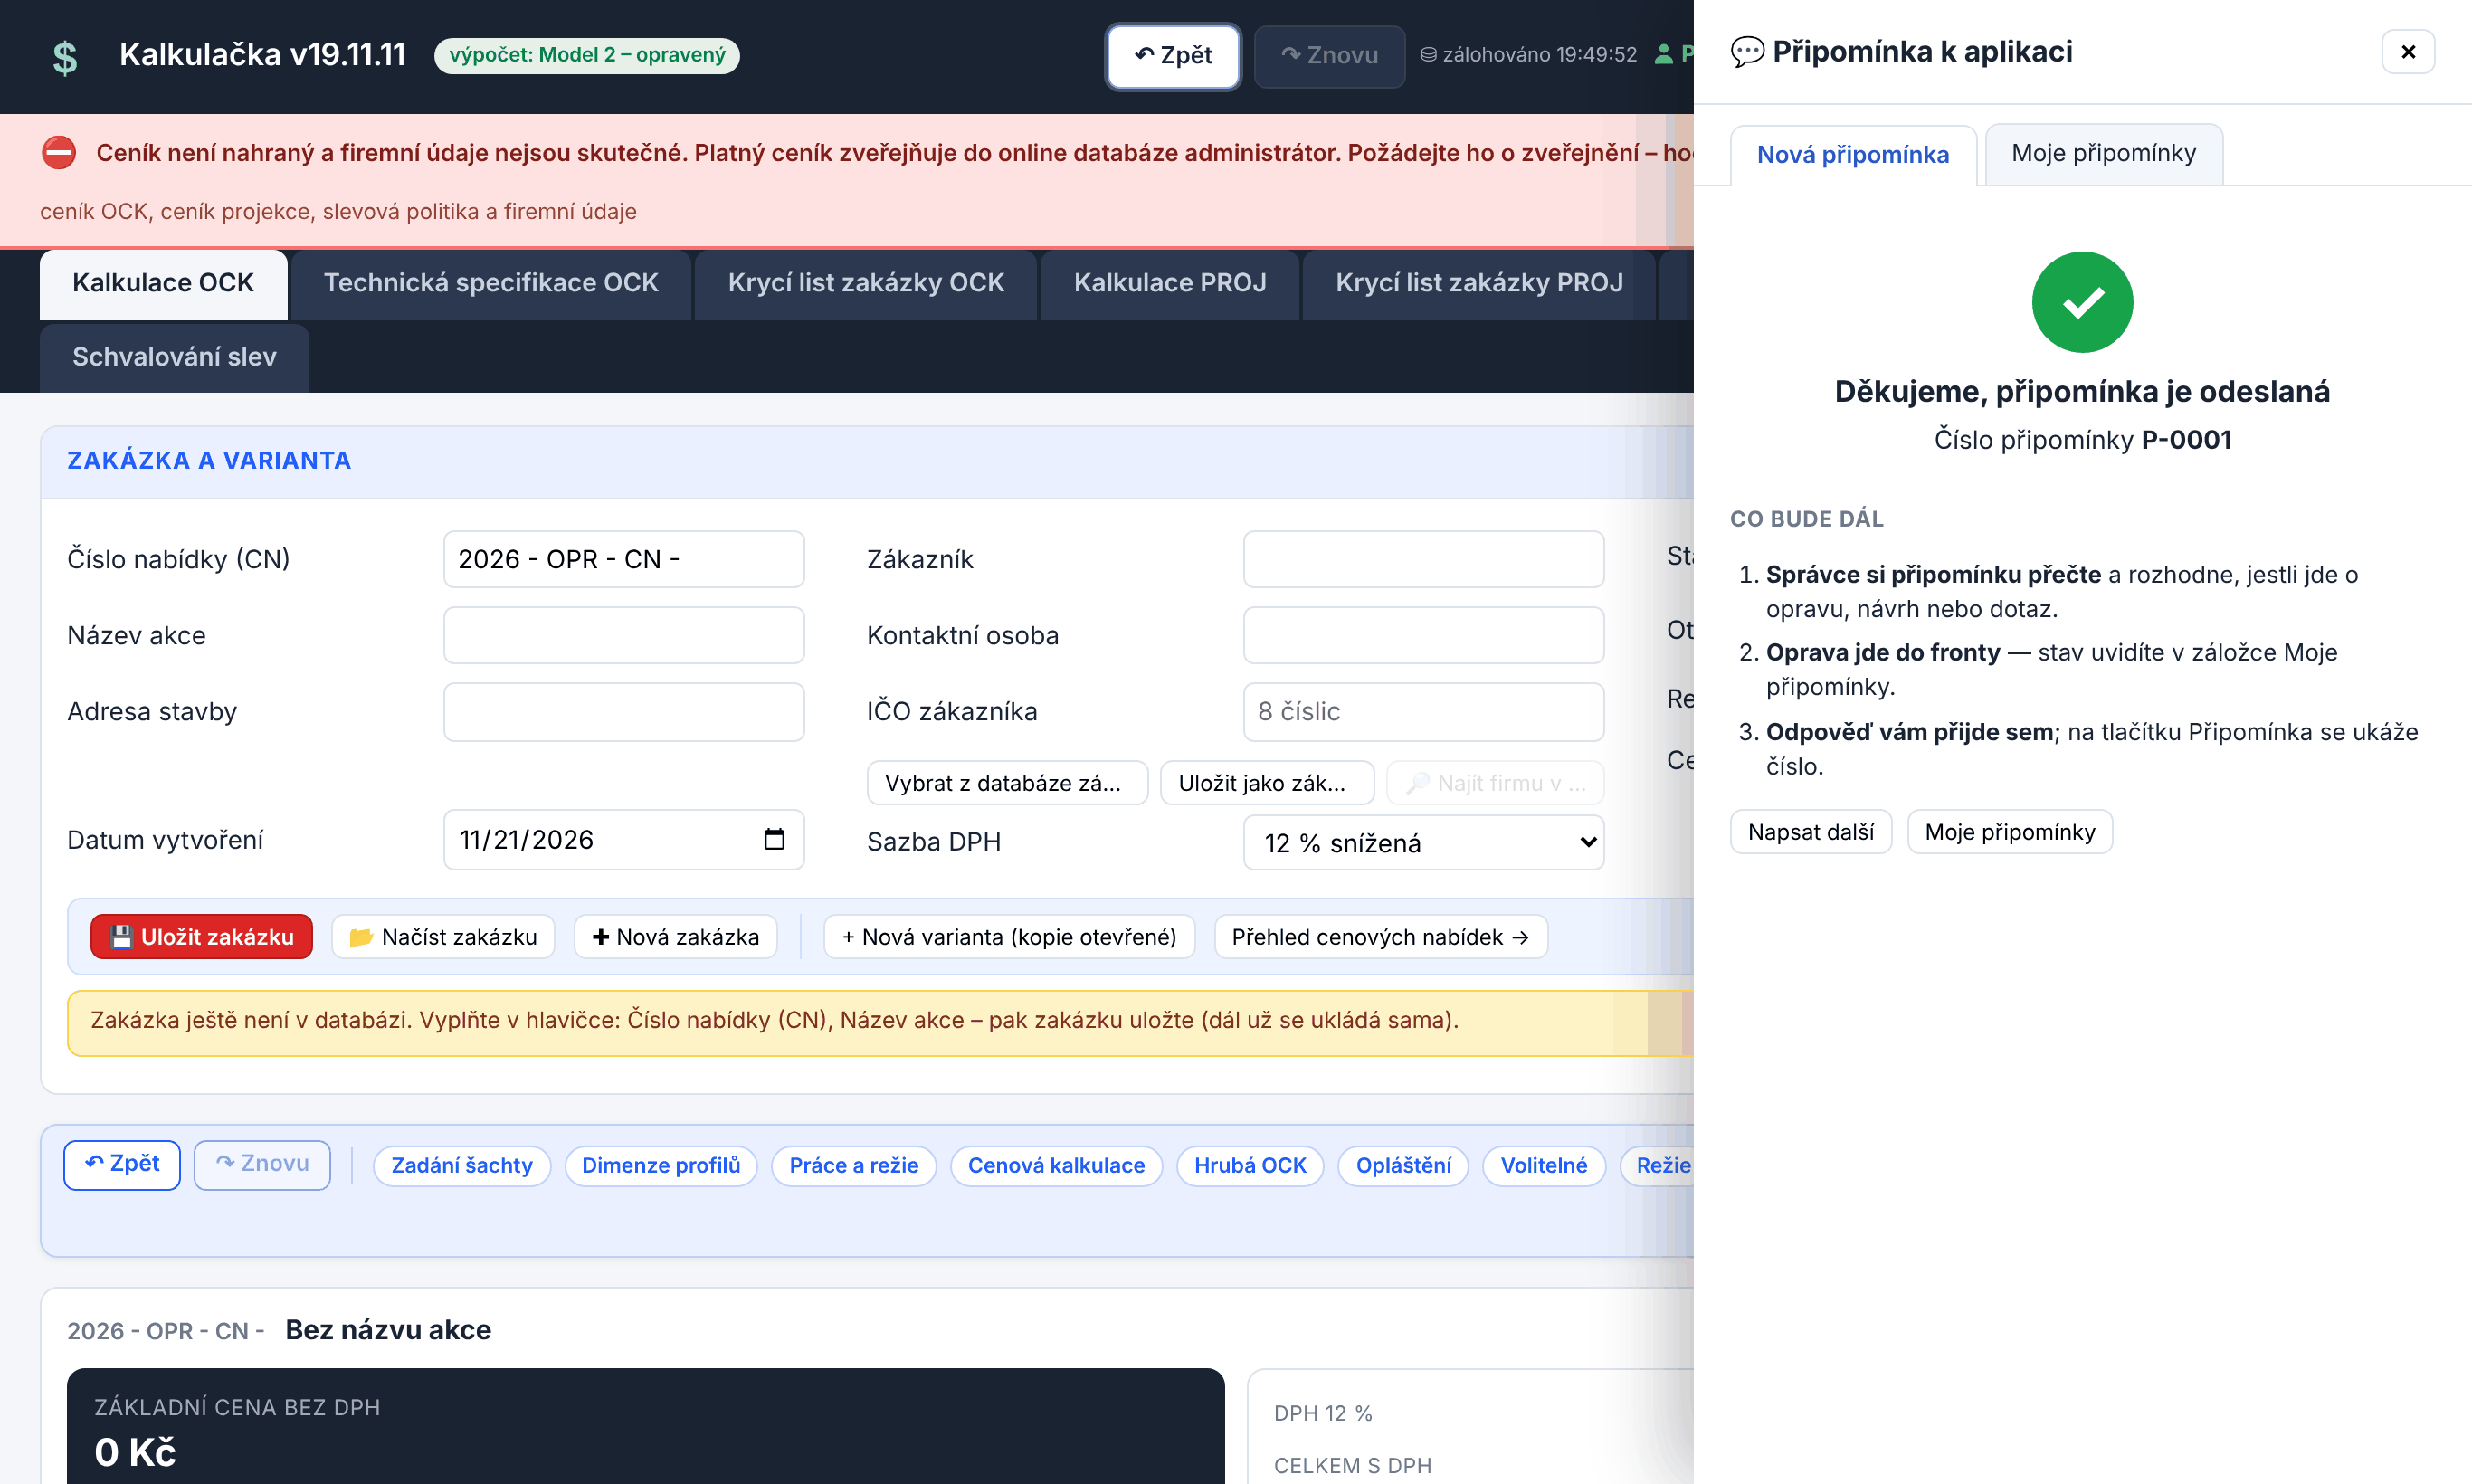 $ Kalkulačka v19.11.11 výpočet: Model 2 – opravený
↶ Zpět ↷ Znovu zálohováno 19:49:52
⛔ Ceník není nahraný a firemní údaje nejsou skutečné. Platný ceník zveřejňuje do online databáze administrátor. Požádejte ho o zveřejnění –
ceník OCK, ceník projekce, slevová politika a firemní údaje
Kalkulace OCK Technická specifikace OCK Krycí list zakázky OCK Kalkulace PROJ Krycí list zakázky PROJ
Schvalování slev
ZAKÁZKA A VARIANTA
Číslo nabídky (CN) 2026 - OPR - CN - Zákazník
Název akce Kontaktní osoba
Adresa stavby IČO zákazníka 8 číslic
Vybrat z databáze zá... Uložit jako zák... 🔎 Najít firmu v ...
Datum vytvoření 11/21/2026 Sazba DPH 12 % snížená
💾 Uložit zakázku 📂 Načíst zakázku ✚ Nová zakázka + Nová varianta (kopie otevřené) Přehled cenových nabídek →
Zakázka ještě není v databázi. Vyplňte v hlavičce: Číslo nabídky (CN), Název akce – pak zakázku uložte (dál už se ukládá sama).
↶ Zpět ↷ Znovu Zadání šachty Dimenze profilů Práce a režie Cenová kalkulace Hrubá OCK Opláštění Volitelné Režie
2026 - OPR - CN - Bez názvu akce
ZÁKLADNÍ CENA BEZ DPH
0 Kč
DPH 12 %
CELKEM S DPH
💬 Připomínka k aplikaci ×
Nová připomínka Moje připomínky
Děkujeme, připomínka je odeslaná
Číslo připomínky P-0001
CO BUDE DÁL
1. Správce si připomínku přečte a rozhodne, jestli jde o
opravu, návrh nebo dotaz.
2. Oprava jde do fronty — stav uvidíte v záložce Moje
připomínky.
3. Odpověď vám přijde sem; na tlačítku Připomínka se ukáže
číslo.
Napsat další Moje připomínky